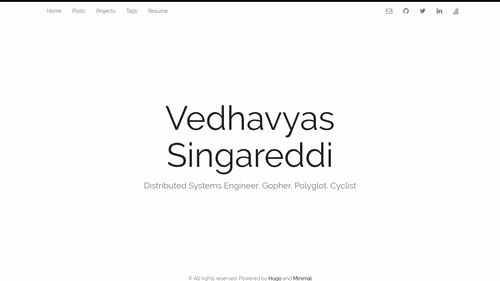 Home Posts Projects Tags Resume
Vedhavyas
Singareddi
Distributed Systems Engineer. Gopher. Polyglot. Cyclist
© All rights reserved. Powered by Hugo and Minimal